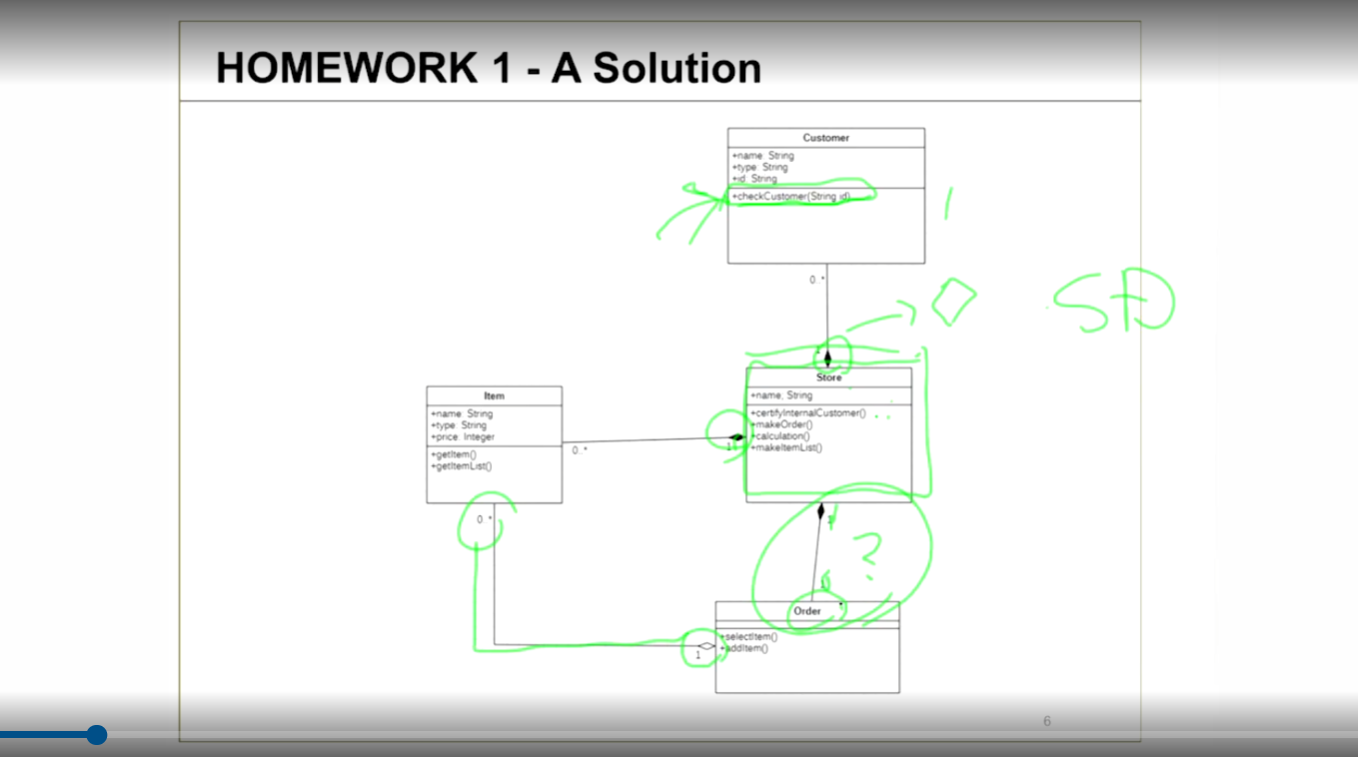 HOMEWORK 1 - A Solution
Customer
+name: String
+type: String
+id: String
+checkCustomer(String id)
0..*
SD
1
Store
+name: String
+certifyInternalCustomer()
+makeOrder()
+calculation()
+makeItemList()
Item
+name: String
+type: String
+price: Integer
+getItem()
+getItemList()
0..*
1
0..*
1
?
1
Order
+selectItem()
+addItem()
1
6